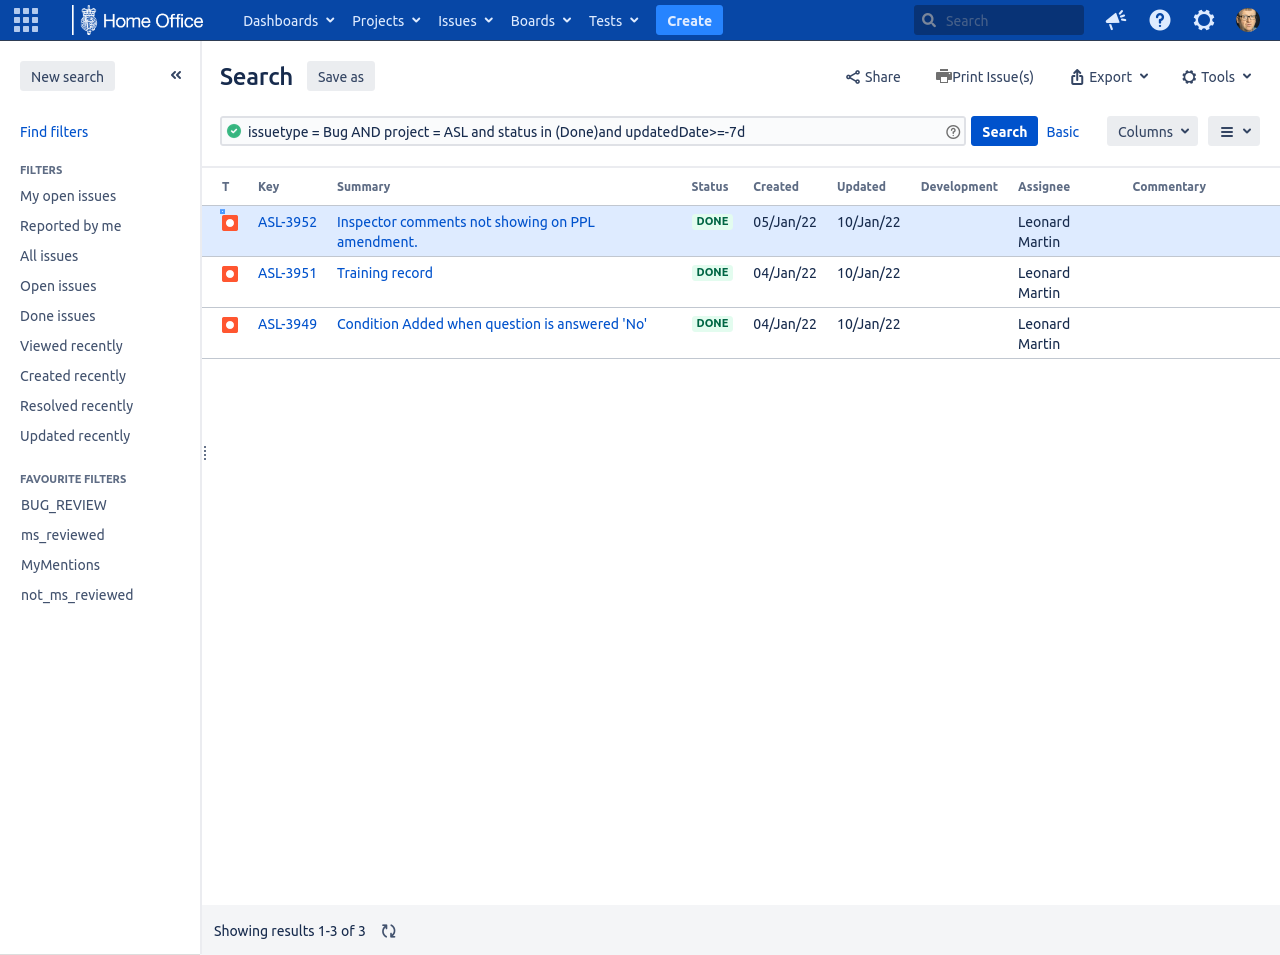 Home Office Dashboards Projects Issues Boards Tests Create Search
New search
Find filters
FILTERS
My open issues
Reported by me
All issues
Open issues
Done issues
Viewed recently
Created recently
Resolved recently
Updated recently
FAVOURITE FILTERS
BUG_REVIEW
ms_reviewed
MyMentions
not_ms_reviewed
Search Save as Share Print Issue(s) Export Tools
issuetype = Bug AND project = ASL and status in (Done)and updatedDate>=-7d Search Basic Columns
T Key Summary Status Created Updated Development Assignee Commentary
ASL-3952 Inspector comments not showing on PPL DONE 05/Jan/22 10/Jan/22 Leonard
amendment. Martin
ASL-3951 Training record DONE 04/Jan/22 10/Jan/22 Leonard
Martin
ASL-3949 Condition Added when question is answered 'No' DONE 04/Jan/22 10/Jan/22 Leonard
Martin
Showing results 1-3 of 3